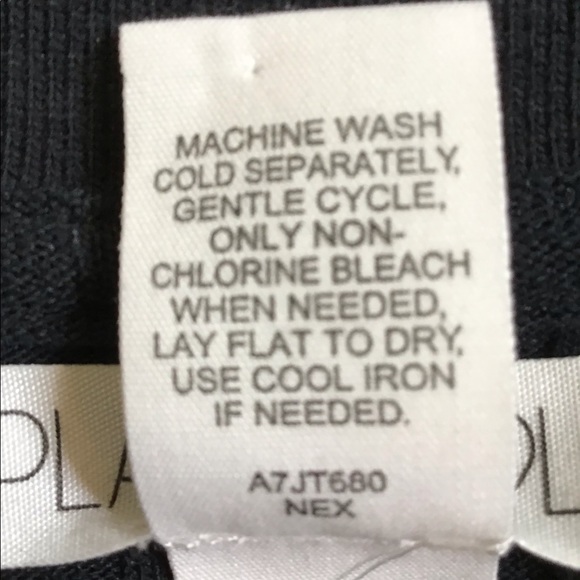 MACHINE WASH
COLD SEPARATELY,
GENTLE CYCLE,
ONLY NON-
CHLORINE BLEACH
WHEN NEEDED,
LAY FLAT TO DRY,
USE COOL IRON
IF NEEDED.
A7JT680
NEX